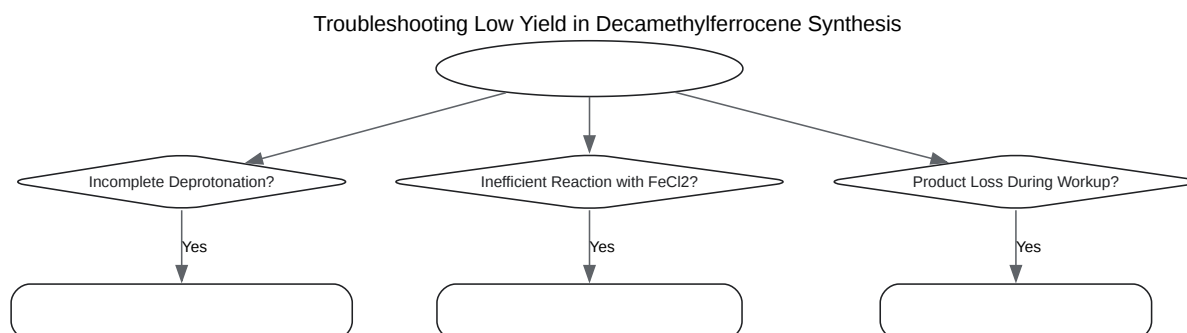 Troubleshooting Low Yield in Decamethylferrocene Synthesis
Incomplete Deprotonation?
Inefficient Reaction with FeCl2?
Product Loss During Workup?
Yes
Yes
Yes